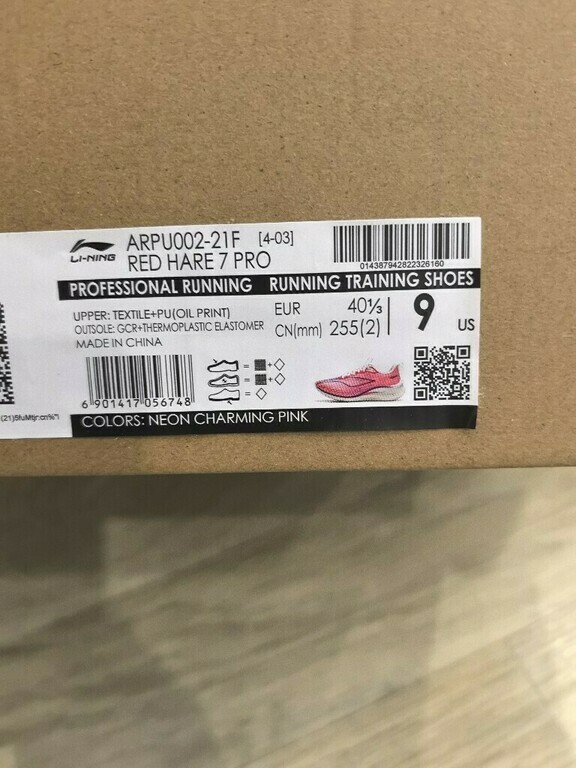 LI-NING
ARPU002-21F [4-03]
RED HARE 7 PRO
014387942822326160
PROFESSIONAL RUNNING RUNNING TRAINING SHOES
UPPER: TEXTILE+PU(OIL PRINT)
OUTSOLE: GCR+THERMOPLASTIC ELASTOMER
MADE IN CHINA
EUR 40⅓
CN(mm) 255(2)
9 US
6 901417 056748
COLORS: NEON CHARMING PINK